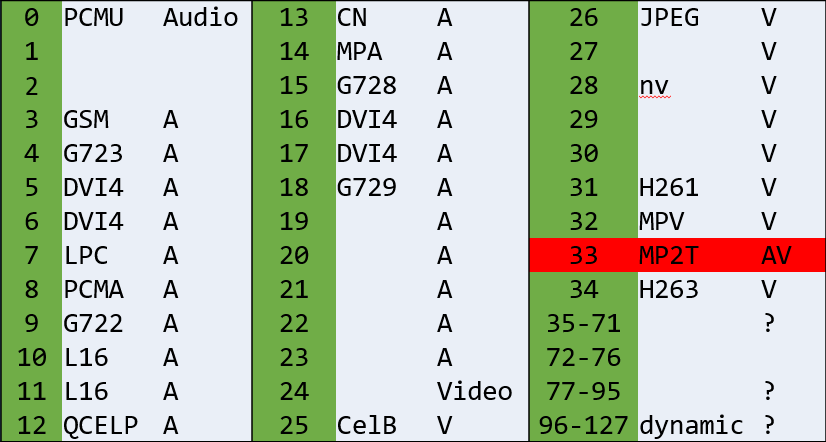 0 PCMU Audio
1
2
3 GSM A
4 G723 A
5 DVI4 A
6 DVI4 A
7 LPC A
8 PCMA A
9 G722 A
10 L16 A
11 L16 A
12 QCELP A
13 CN A
14 MPA A
15 G728 A
16 DVI4 A
17 DVI4 A
18 G729 A
19 A
20 A
21 A
22 A
23 A
24 Video
25 CelB V
26 JPEG V
27 V
28 nv V
29 V
30 V
31 H261 V
32 MPV V
33 MP2T AV
34 H263 V
35-71 ?
72-76
77-95 ?
96-127 dynamic ?